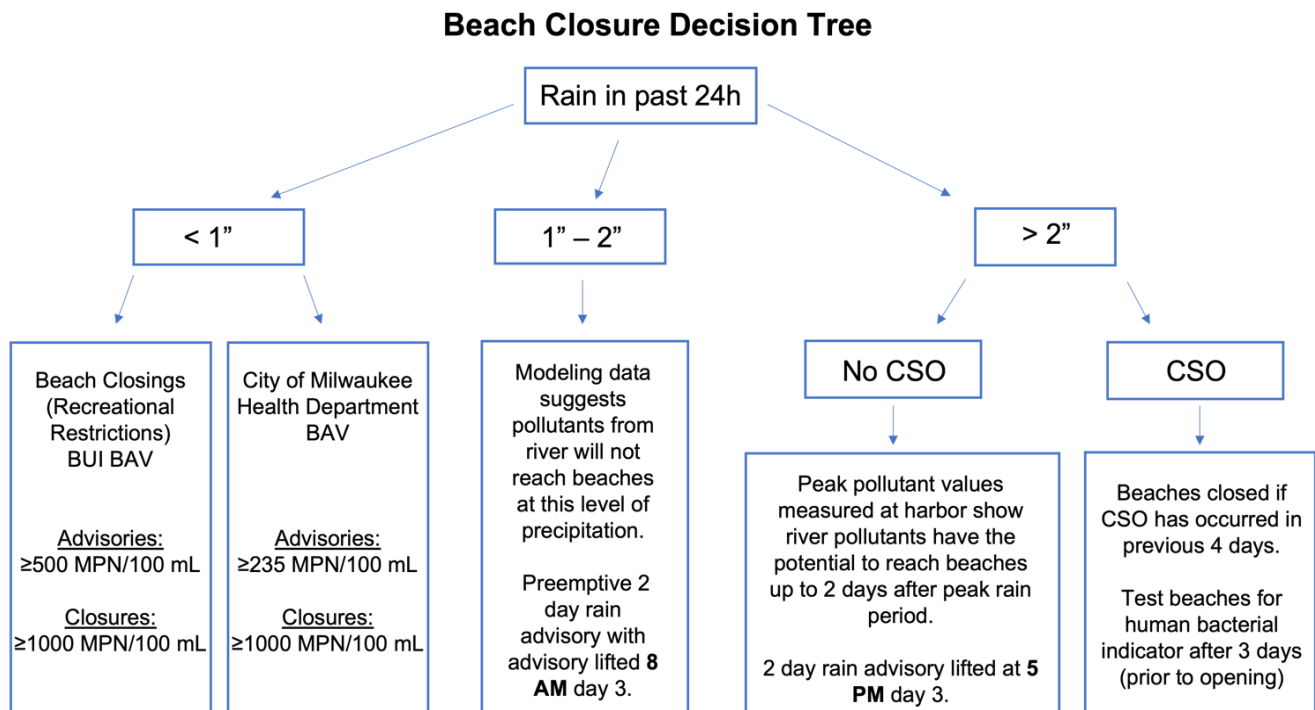 Beach Closure Decision Tree
Rain in past 24h
< 1”
1” – 2”
> 2”
Beach Closings
(Recreational
Restrictions)
BUI BAV
Advisories:
≥500 MPN/100 mL
Closures:
≥1000 MPN/100 mL
City of Milwaukee
Health Department
BAV
Advisories:
≥235 MPN/100 mL
Closures:
≥1000 MPN/100 mL
Modeling data
suggests
pollutants from
river will not
reach beaches
at this level of
precipitation.
Preemptive 2
day rain
advisory with
advisory lifted 8
AM day 3.
No CSO
Peak pollutant values
measured at harbor show
river pollutants have the
potential to reach beaches
up to 2 days after peak rain
period.
2 day rain advisory lifted at 5
PM day 3.
CSO
Beaches closed if
CSO has occurred in
previous 4 days.
Test beaches for
human bacterial
indicator after 3 days
(prior to opening)